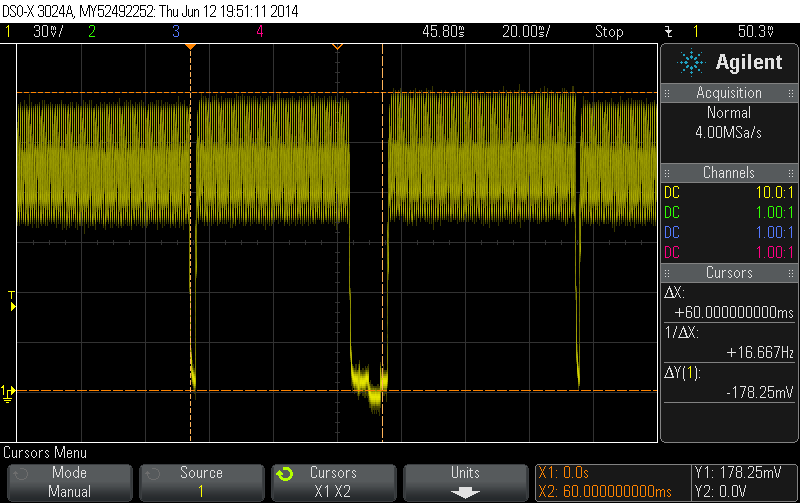 DSO-X 3024A, MY52492252: Thu Jun 12 19:51:11 2014
1 30mV/ 2 3 4 45.80ms 20.00ms/ Stop 1 50.3mV
Agilent
Acquisition
Normal
4.00MSa/s
Channels
DC 10.0:1
DC 1.00:1
DC 1.00:1
DC 1.00:1
Cursors
ΔX:
+60.000000000ms
1/ΔX:
+16.667Hz
ΔY(1):
-178.25mV
T
1
Cursors Menu
Mode
Manual
Source
1
Cursors
X1 X2
Units
X1: 0.0s
X2: 60.000000000ms
Y1: 178.25mV
Y2: 0.0V